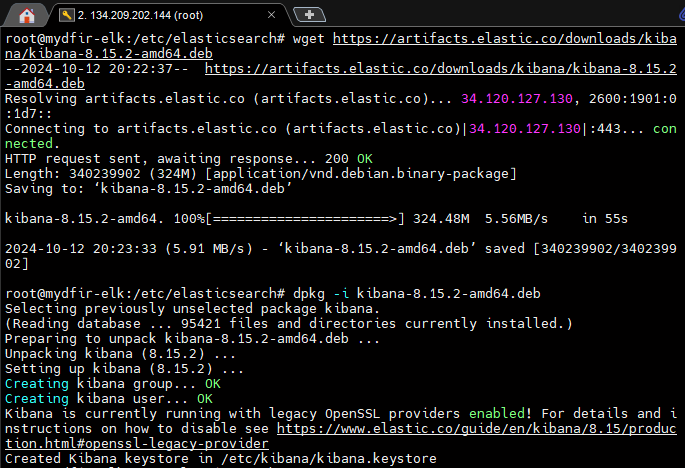 2. 134.209.202.144 (root)
root@mydfir-elk:/etc/elasticsearch# wget https://artifacts.elastic.co/downloads/kiba
na/kibana-8.15.2-amd64.deb
--2024-10-12 20:22:37--  https://artifacts.elastic.co/downloads/kibana/kibana-8.15.2
-amd64.deb
Resolving artifacts.elastic.co (artifacts.elastic.co)... 34.120.127.130, 2600:1901:0
:1d7::
Connecting to artifacts.elastic.co (artifacts.elastic.co)|34.120.127.130|:443... con
nected.
HTTP request sent, awaiting response... 200 OK
Length: 340239902 (324M) [application/vnd.debian.binary-package]
Saving to: ‘kibana-8.15.2-amd64.deb’
kibana-8.15.2-amd64. 100%[=======================>] 324.48M  5.56MB/s    in 55s
2024-10-12 20:23:33 (5.91 MB/s) - ‘kibana-8.15.2-amd64.deb’ saved [340239902/3402399
02]
root@mydfir-elk:/etc/elasticsearch# dpkg -i kibana-8.15.2-amd64.deb
Selecting previously unselected package kibana.
(Reading database ... 95421 files and directories currently installed.)
Preparing to unpack kibana-8.15.2-amd64.deb ...
Unpacking kibana (8.15.2) ...
Setting up kibana (8.15.2) ...
Creating kibana group... OK
Creating kibana user... OK
Kibana is currently running with legacy OpenSSL providers enabled! For details and i
nstructions on how to disable see https://www.elastic.co/guide/en/kibana/8.15/produc
tion.html#openssl-legacy-provider
Created Kibana keystore in /etc/kibana/kibana.keystore